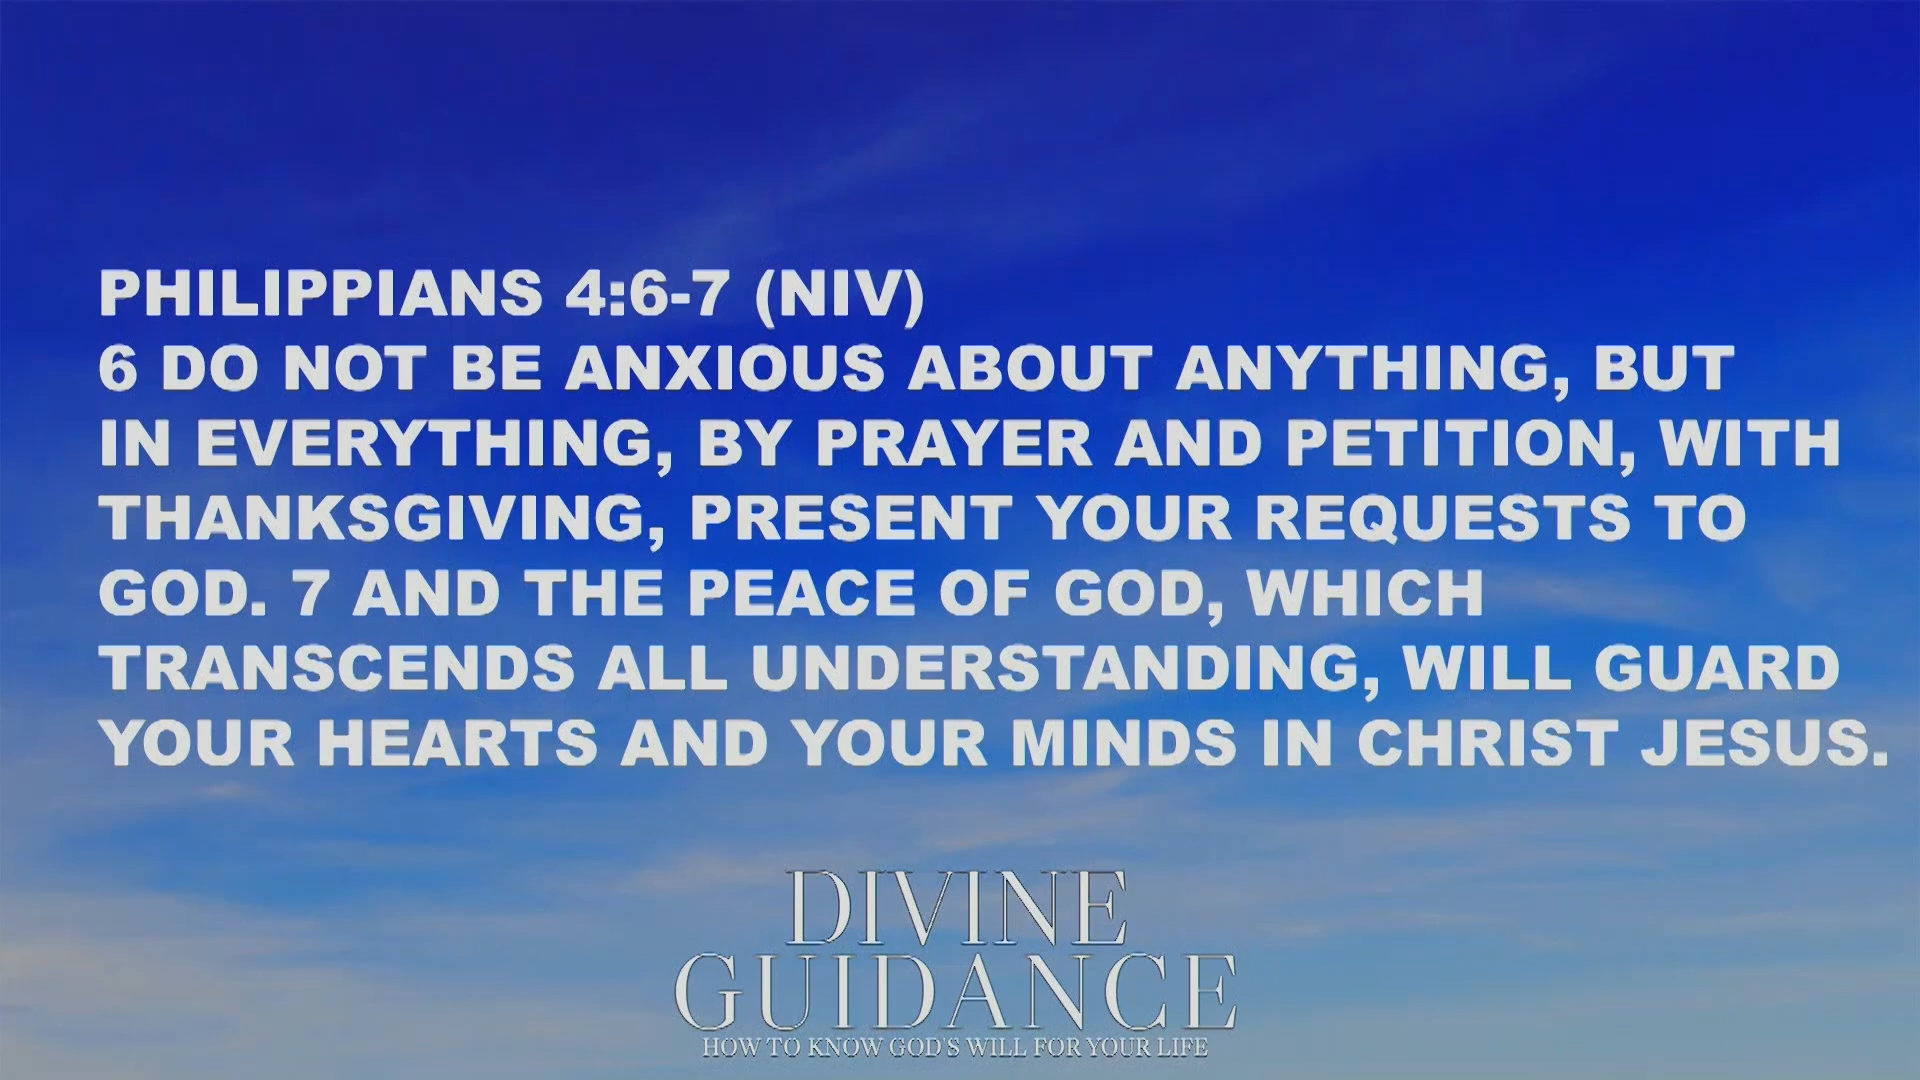 PHILIPPIANS 4:6-7 (NIV)
6 DO NOT BE ANXIOUS ABOUT ANYTHING, BUT
IN EVERYTHING, BY PRAYER AND PETITION, WITH
THANKSGIVING, PRESENT YOUR REQUESTS TO
GOD. 7 AND THE PEACE OF GOD, WHICH
TRANSCENDS ALL UNDERSTANDING, WILL GUARD
YOUR HEARTS AND YOUR MINDS IN CHRIST JESUS.
DIVINE
GUIDANCE
HOW TO KNOW GOD'S WILL FOR YOUR LIFE